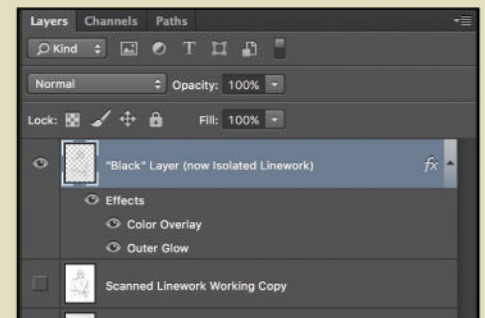 Layers Channels Paths
Kind T
Normal Opacity: 100%
Lock: Fill: 100%
"Black" Layer (now Isolated Linework) fx
Effects
Color Overlay
Outer Glow
Scanned Linework Working Copy